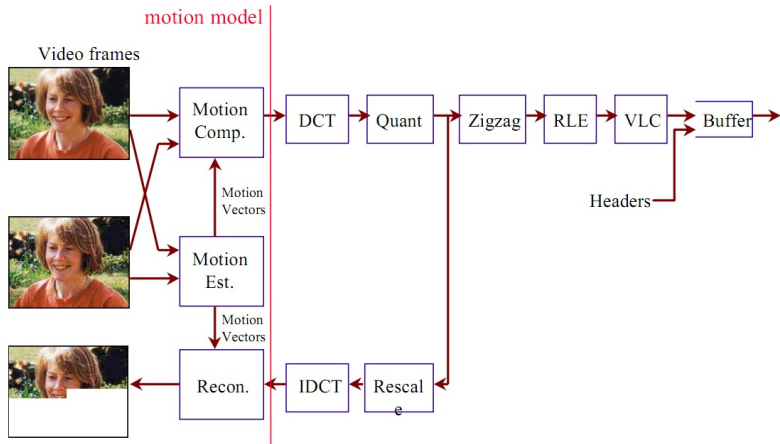 motion model
Video frames
Motion
Comp.
DCT
Quant
Zigzag
RLE
VLC
Buffer
Motion
Vectors
Headers
Motion
Est.
Motion
Vectors
Recon.
IDCT
Rescal
e